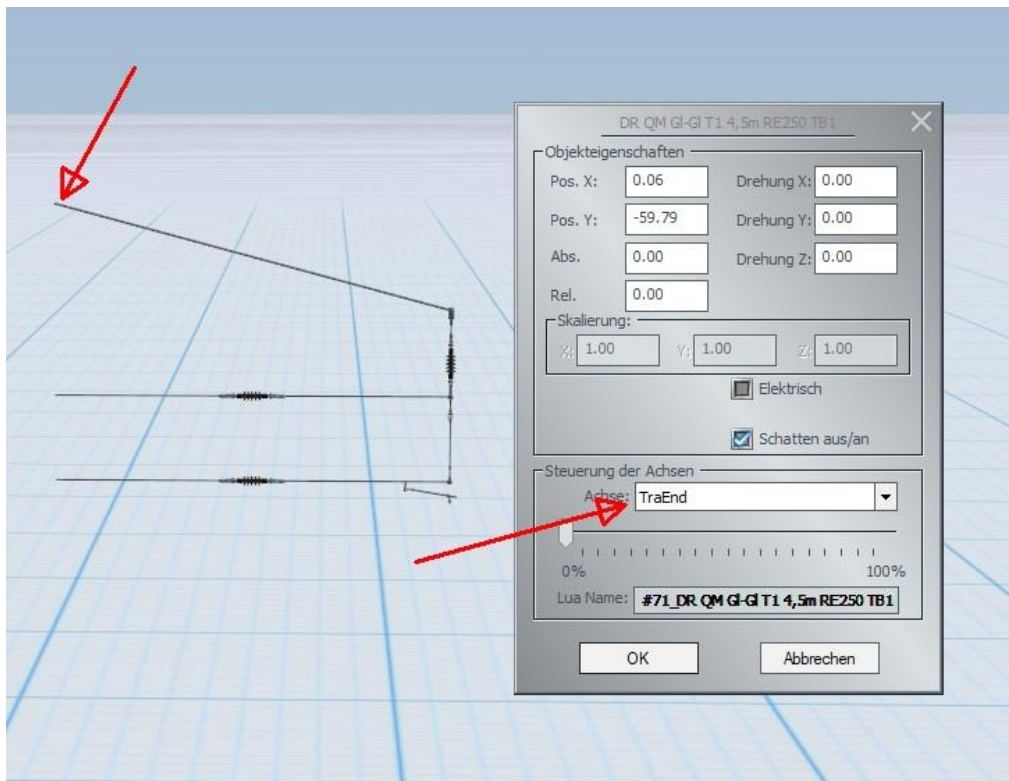 DR QM Gl-Gl T1 4,5m RE250 TB1
Objekteigenschaften
Pos. X: 0.06 Drehung X: 0.00
Pos. Y: -59.79 Drehung Y: 0.00
Abs. 0.00 Drehung Z: 0.00
Rel. 0.00
Skalierung:
X: 1.00 Y: 1.00 Z: 1.00
Elektrisch
Schatten aus/an
Steuerung der Achsen
Achse: TraEnd
0% 100%
Lua Name: #71_DR QM Gl-Gl T1 4,5m RE250 TB1
OK Abbrechen